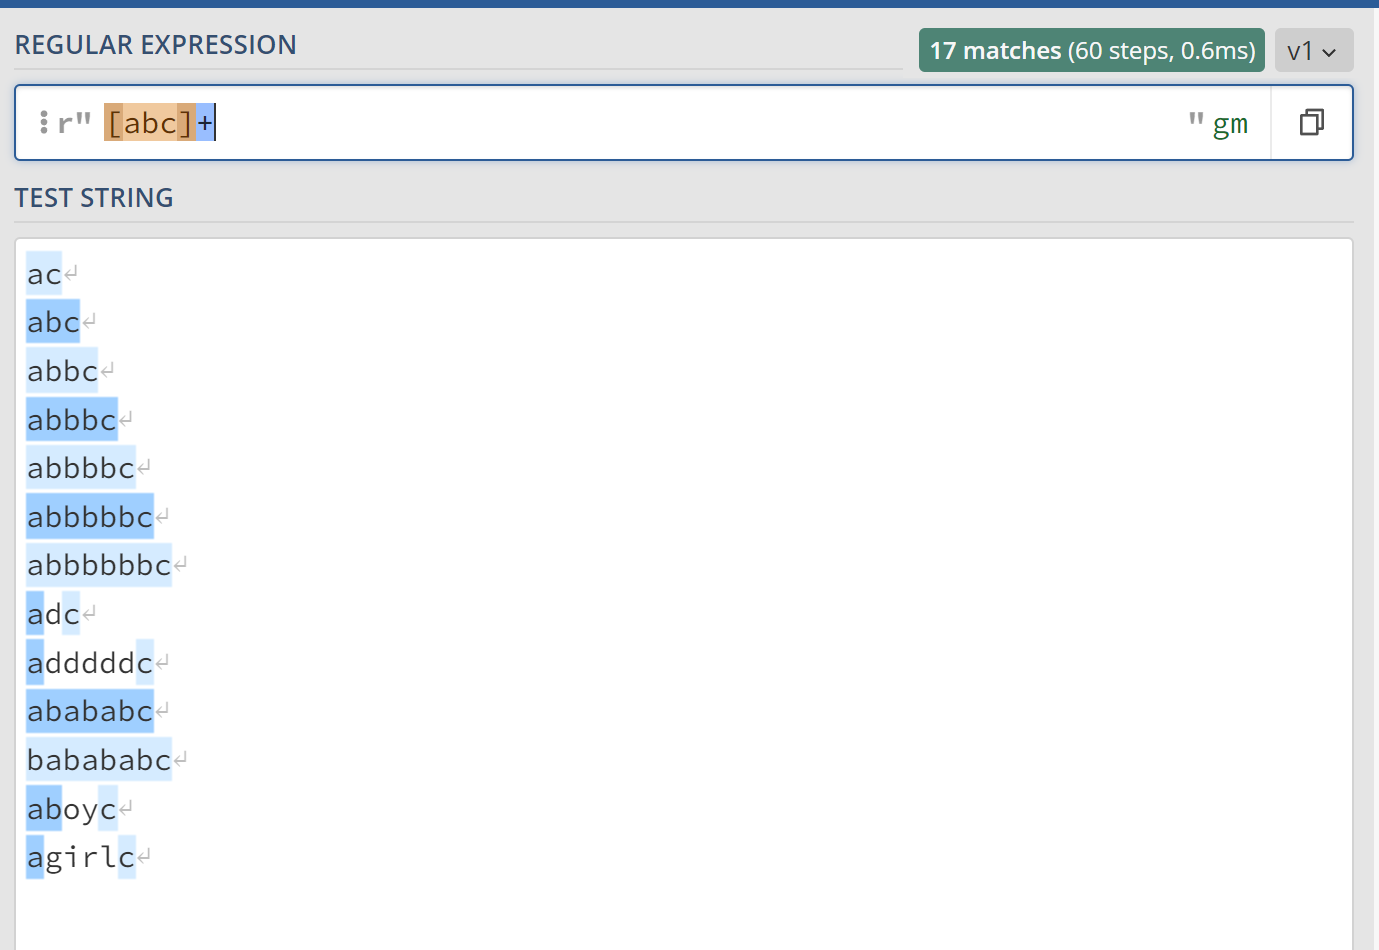 REGULAR EXPRESSION
17 matches (60 steps, 0.6ms)
v1
r" [abc]+ " gm
TEST STRING
ac
abc
abbc
abbbc
abbbbc
abbbbbc
abbbbbbc
adc
adddddc
abababc
babababc
aboyc
agirlc